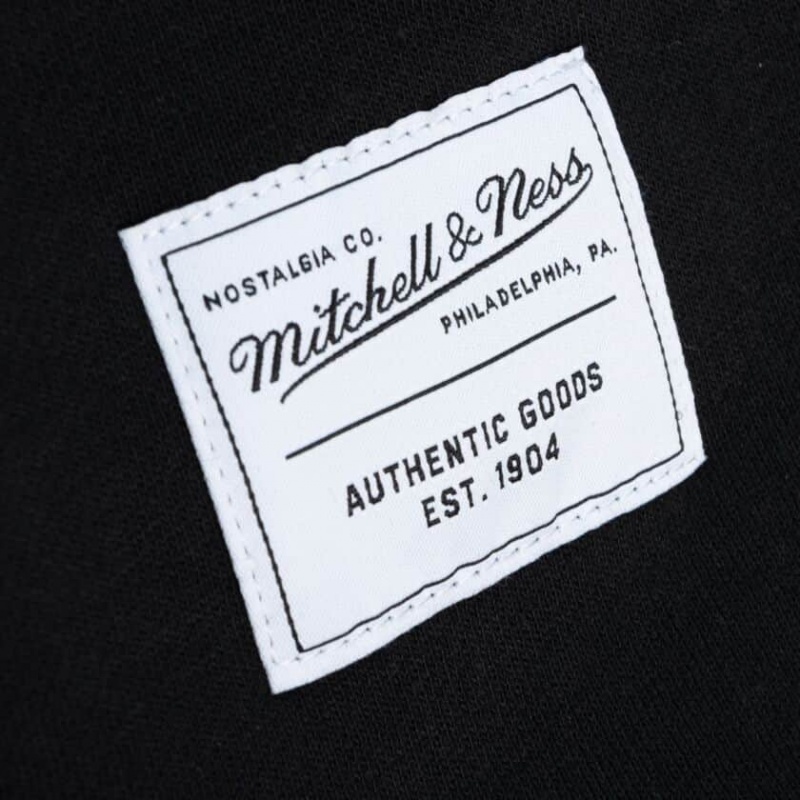 NOSTALGIA CO.
Mitchell & Ness
PHILADELPHIA, PA.
AUTHENTIC GOODS
EST. 1904